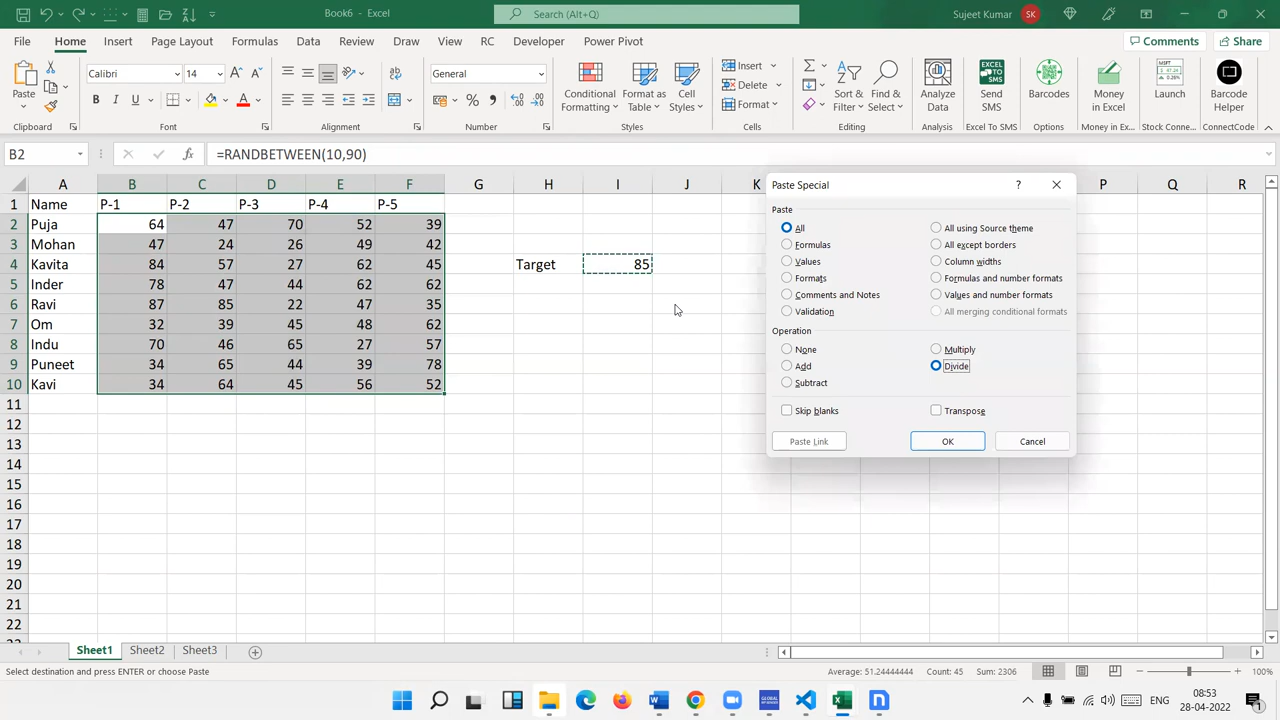 Book6 - Excel
Search (Alt+Q)
Sujeet Kumar SK
File Home Insert Page Layout Formulas Data Review View RC Developer Help Power Pivot
Comments Share
Paste
Calibri 14
General
Conditional Formatting
Format as Table
Cell Styles
Insert
Delete
Format
Sort & Filter
Find & Select
Analyze Data
Send SMS
Barcodes
Money in Excel
Launch
Barcode Helper
Clipboard Font Alignment Number Styles Cells Editing Analysis Excel To SMS Options Money in Ex... Stock Conne... ConnectCode
B2 =RANDBETWEEN(10,90)
A B C D E F G H I J K P Q R
1 Name P-1 P-2 P-3 P-4 P-5
2 Puja 64 47 70 52 39
3 Mohan 47 24 26 49 42
4 Kavita 84 57 27 62 45 Target 85
5 Inder 78 47 44 62 62
6 Ravi 87 85 22 47 35
7 Om 32 39 45 48 62
8 Indu 70 46 65 27 57
9 Puneet 34 65 44 39 78
10 Kavi 34 64 45 56 52
11
12
13
14
15
16
17
18
19
20
21
22
Paste Special ?
Paste
All All using Source theme
Formulas All except borders
Values Column widths
Formats Formulas and number formats
Comments and Notes Values and number formats
Validation All merging conditional formats
Operation
None Multiply
Add Divide
Subtract
Skip blanks Transpose
Paste Link OK Cancel
Sheet1 Sheet2 Sheet3
Select destination and press ENTER or choose Paste
Average: 51.24444444 Count: 45 Sum: 2306
100%
ENG
08:53
28-04-2022